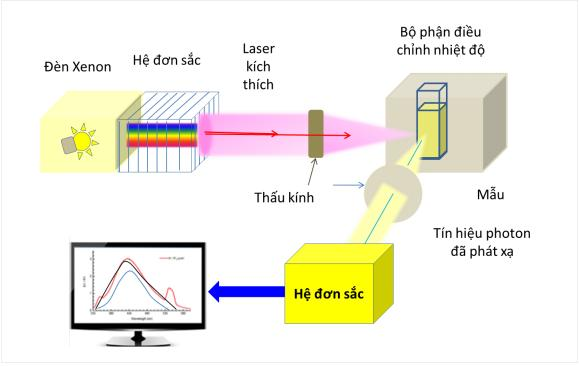 Bộ phận điều
chỉnh nhiệt độ
Laser
kích
thích
Hệ đơn sắc
Đèn Xenon
Thấu kính
Mẫu
Tín hiệu photon
đã phát xạ
Hệ đơn sắc